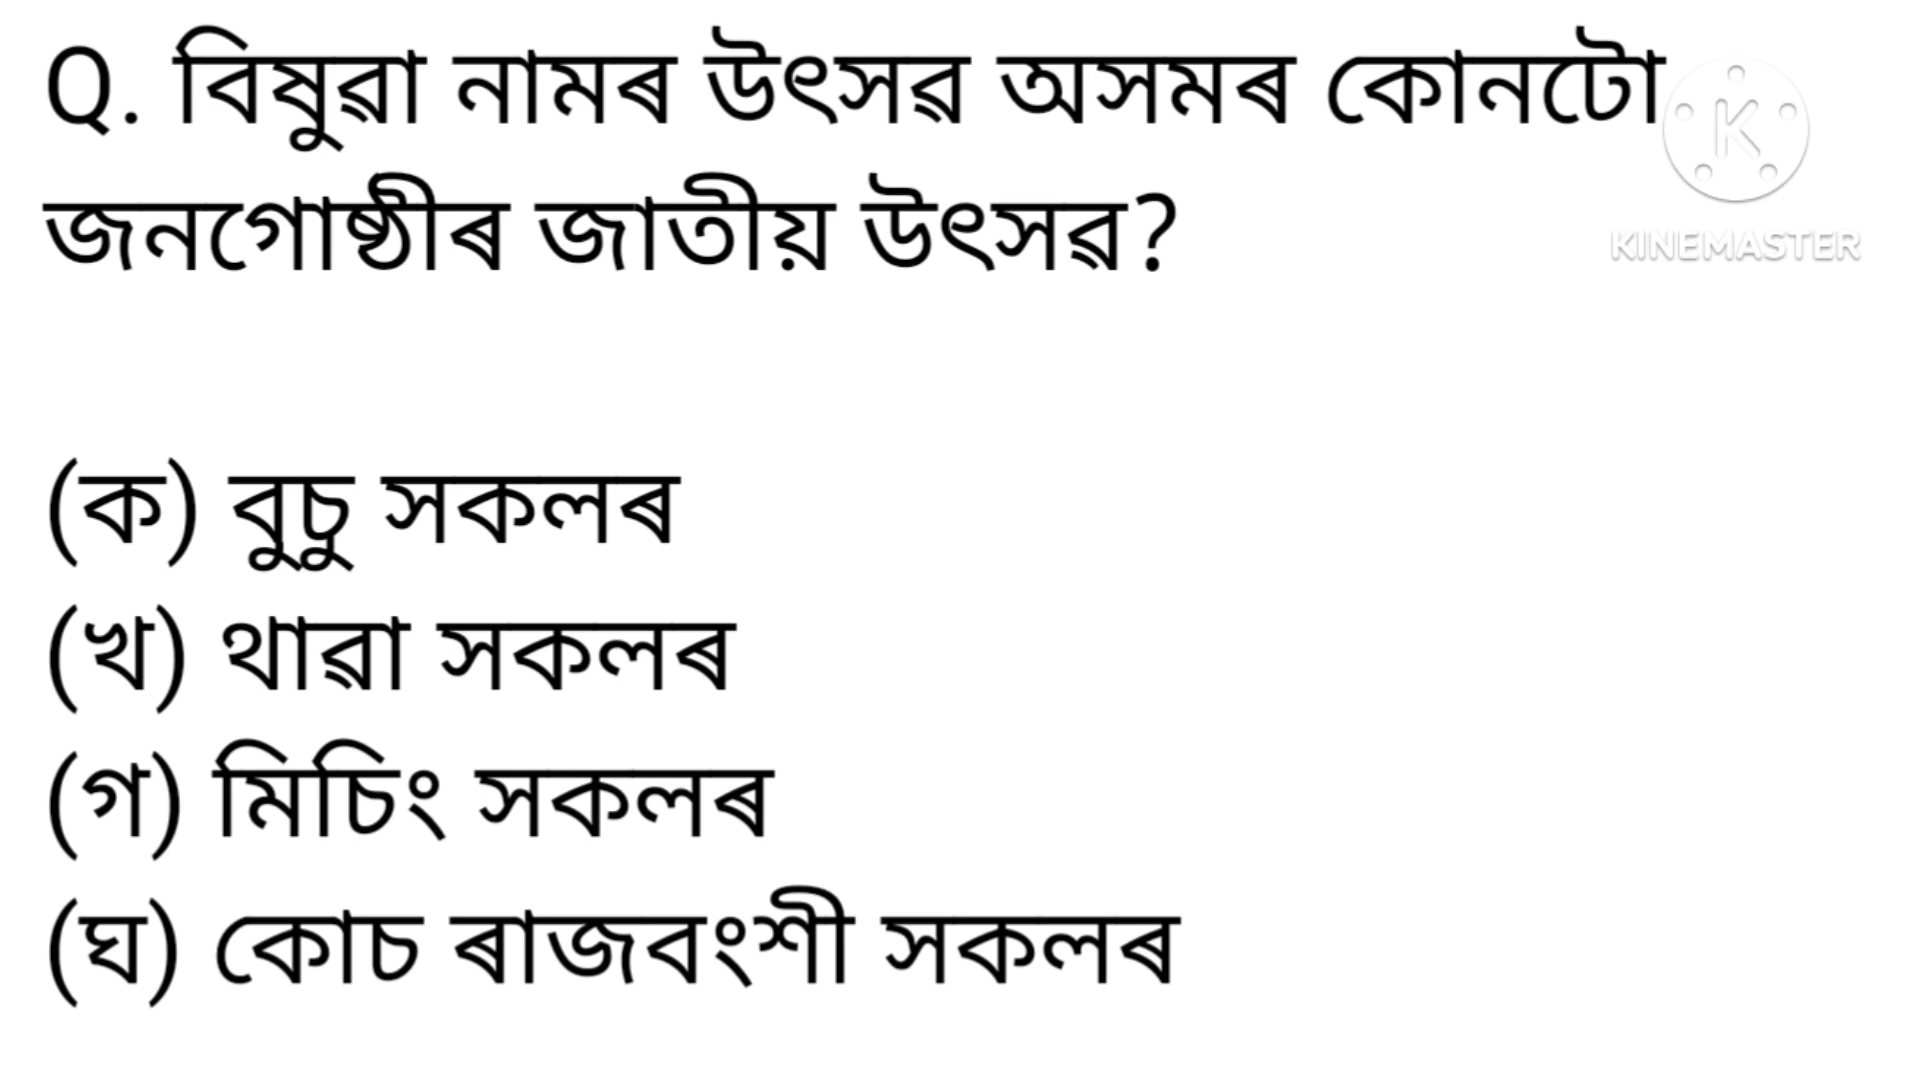 Q. বিষুৱা নামৰ উৎসৱ অসমৰ কোনটো
জনগোষ্ঠীৰ জাতীয় উৎসৱ?
K
KINEMASTER
(ক) বুচু সকলৰ
(খ) থাৱা সকলৰ
(গ) মিচিং সকলৰ
(ঘ) কোচ ৰাজবংশী সকলৰ